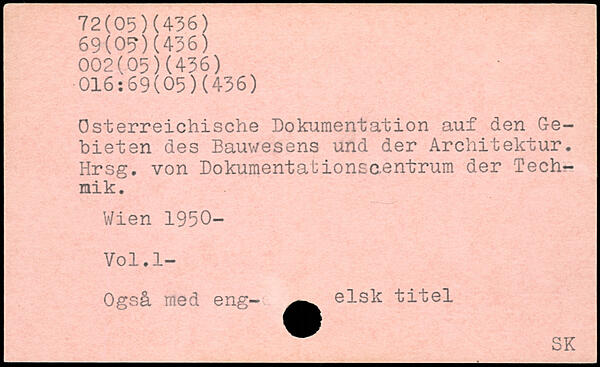 72(05)(436)
69(05)(436)
002(05)(436)
016:69(05)(436)
Österreichische Dokumentation auf den Ge-
bieten des Bauwesens und der Architektur.
Hrsg. von Dokumentationscentrum der Tech-
nik.
Wien 1950-
Vol.1-
Også med eng- elsk titel
SK